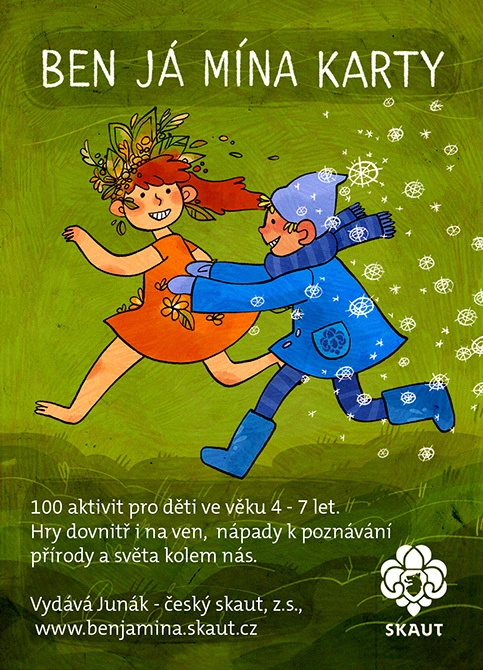 BEN JÁ MÍNA KARTY
100 aktivit pro děti ve věku 4 - 7 let.
Hry dovnitř i na ven, nápady k poznávání
přírody a světa kolem nás.
Vydává Junák - český skaut, z.s.,
www.benjamina.skaut.cz
SKAUT